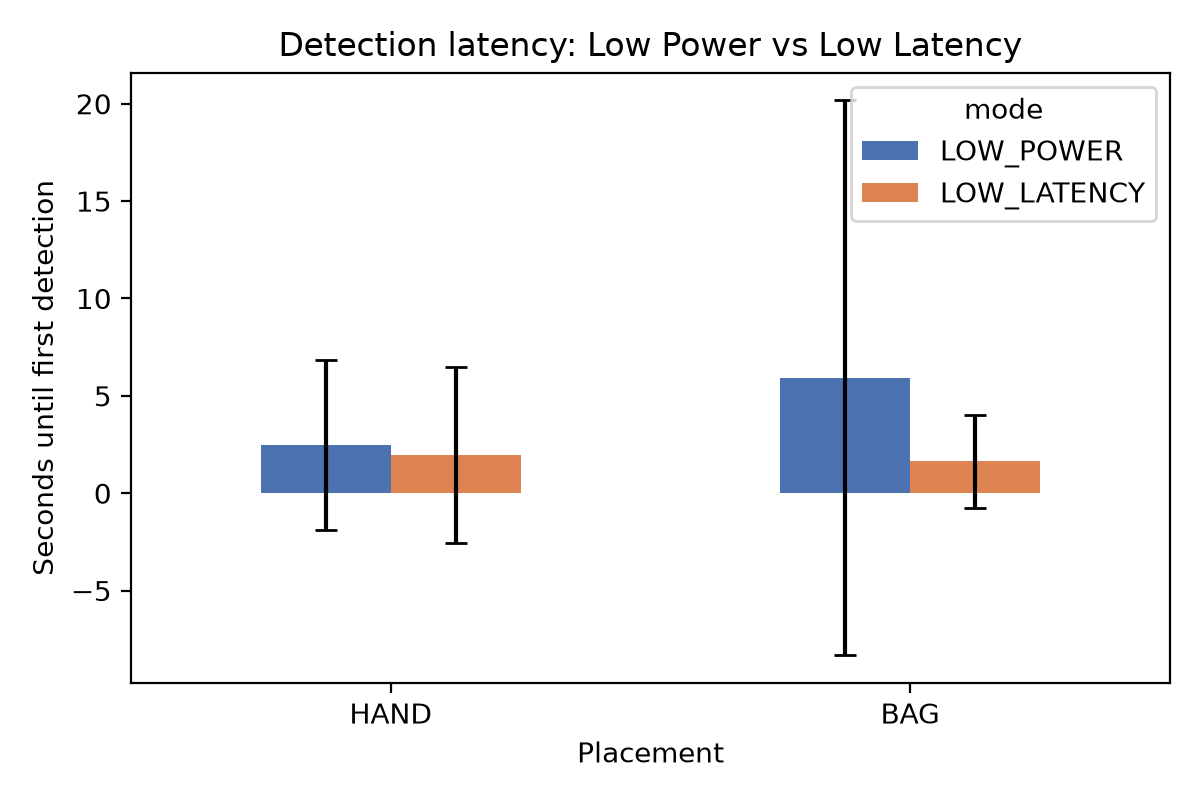 Detection latency: Low Power vs Low Latency
Seconds until first detection
20
15
10
5
0
−5
mode
LOW_POWER
LOW_LATENCY
HAND
BAG
Placement